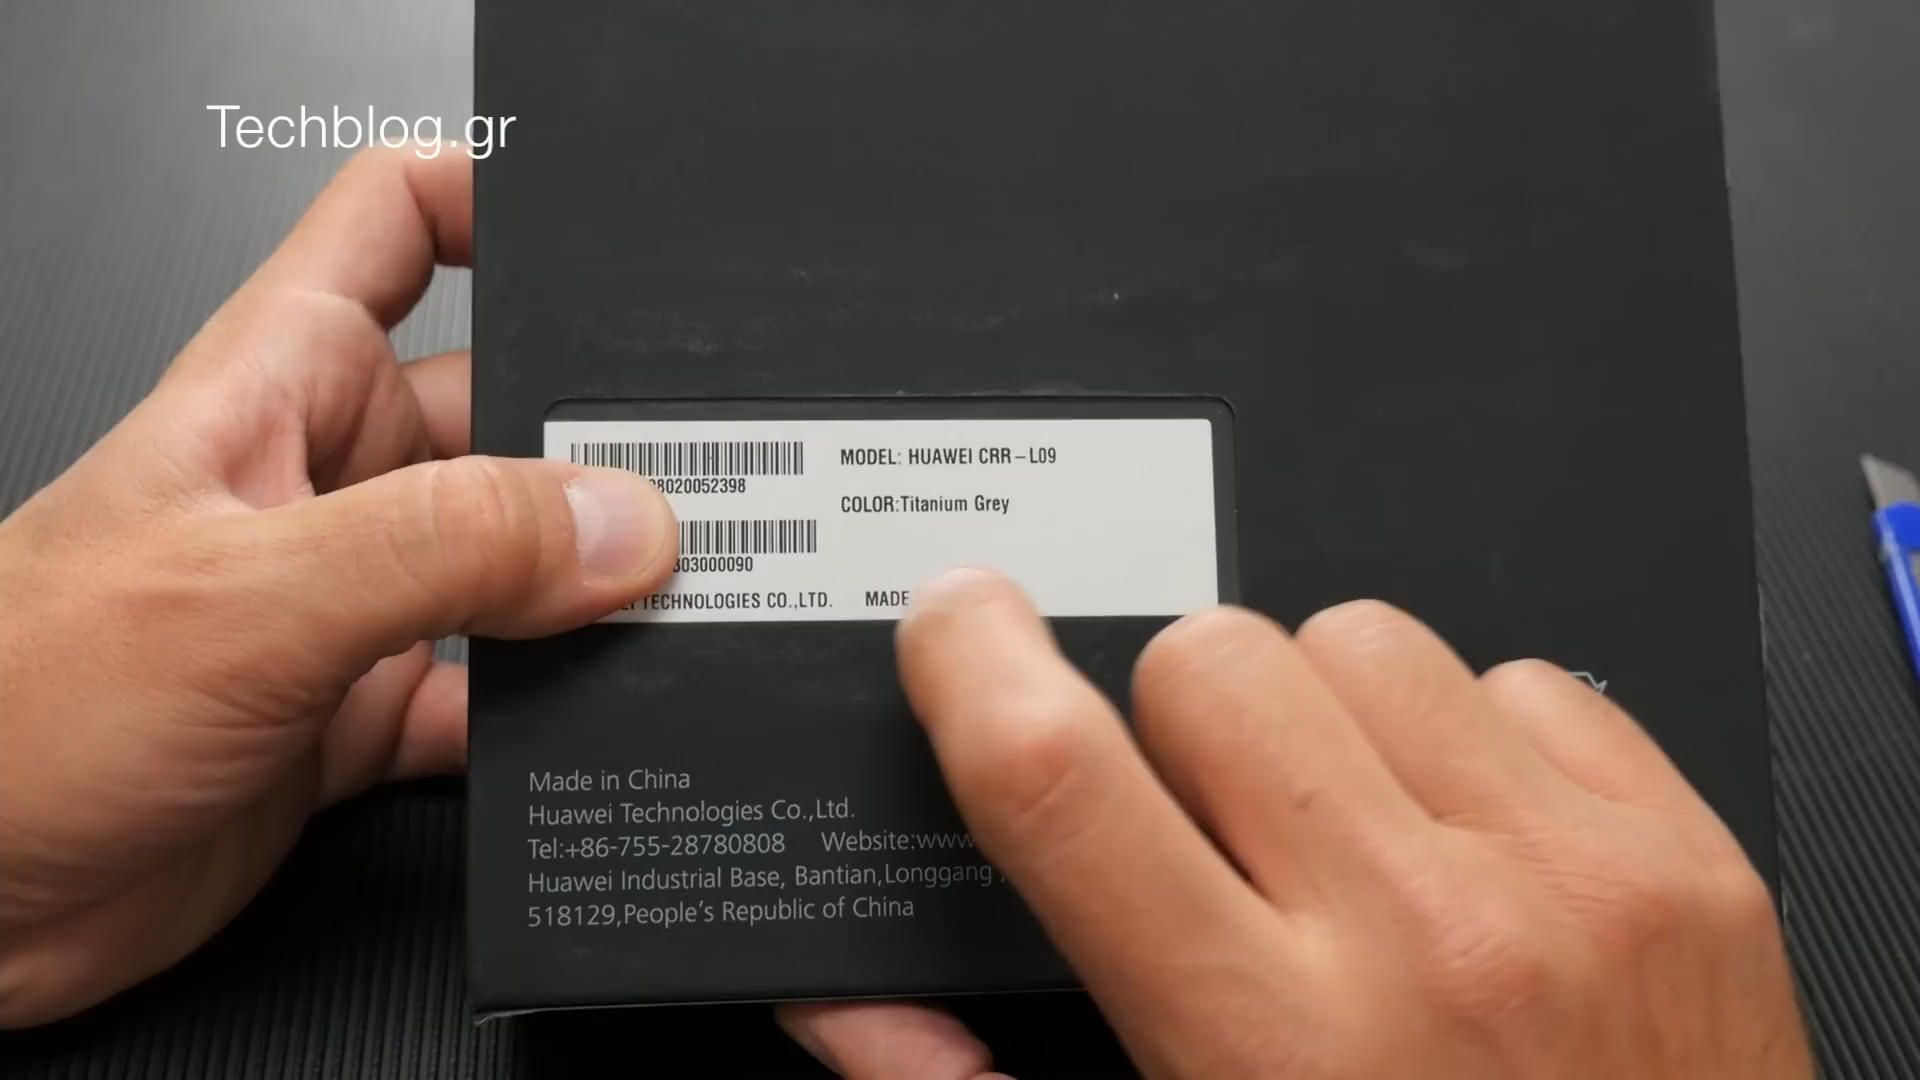 Techblog.gr
MODEL: HUAWEI CRR-L09
8020052398
COLOR:Titanium Grey
303000090
TECHNOLOGIES CO.,LTD. MADE
Made in China
Huawei Technologies Co.,Ltd.
Tel:+86-755-28780808 Website:www
Huawei Industrial Base, Bantian,Longgang
518129,People's Republic of China